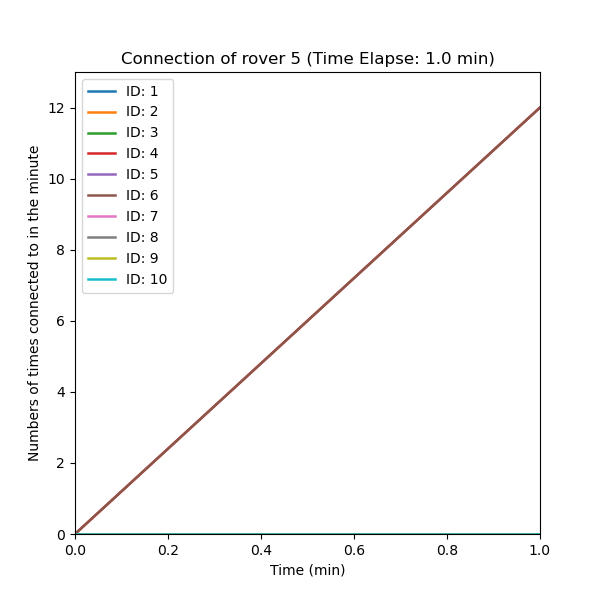 Connection of rover 5 (Time Elapse: 1.0 min)
Numbers of times connected to in the minute
12
10
8
6
4
2
0
ID: 1
ID: 2
ID: 3
ID: 4
ID: 5
ID: 6
ID: 7
ID: 8
ID: 9
ID: 10
0.0 0.2 0.4 0.6 0.8 1.0
Time (min)